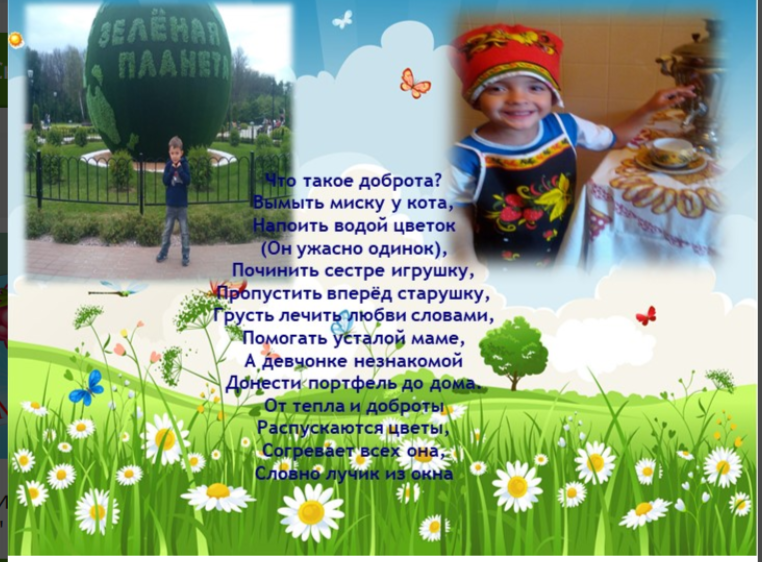 ЗЕЛЁНАЯ
ПЛАНЕТА
Что такое доброта?
Вымыть миску у кота,
Напоить водой цветок
(Он ужасно одинок),
Починить сестре игрушку,
Пропустить вперёд старушку,
Грусть лечить любви словами,
Помогать усталой маме,
А девчонке незнакомой
Донести портфель до дома.
От тепла и доброты
Распускаются цветы,
Согревает всех она,
Словно лучик из окна